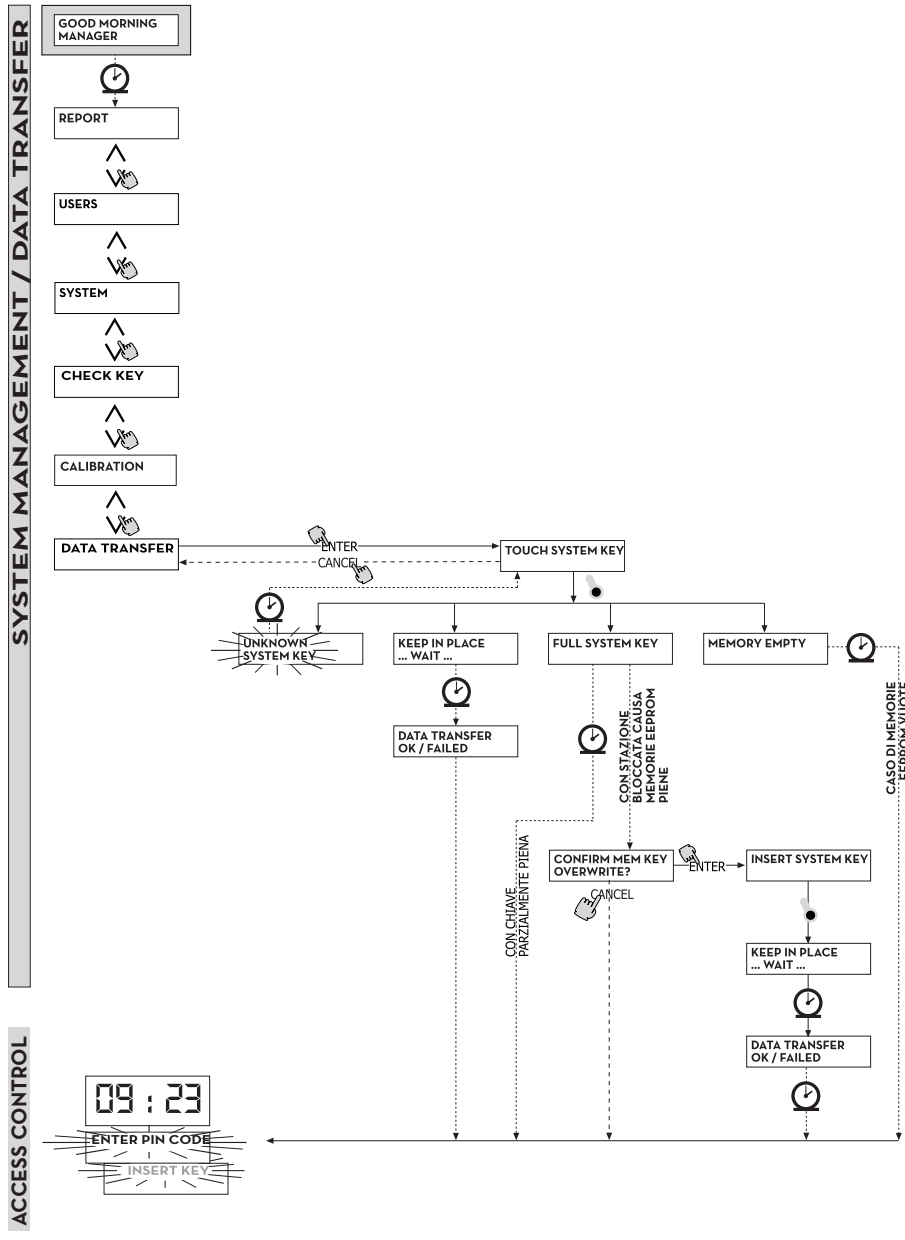 SYSTEM MANAGEMENT / DATA TRANSFER
GOOD MORNING
MANAGER
REPORT
USERS
SYSTEM
CHECK KEY
CALIBRATION
DATA TRANSFER
ENTER
CANCEL
TOUCH SYSTEM KEY
UNKNOWN
SYSTEM KEY
KEEP IN PLACE
... WAIT ...
FULL SYSTEM KEY
MEMORY EMPTY
DATA TRANSFER
OK / FAILED
CON STAZIONE
BLOCCATA CAUSA
MEMORIE EEPROM
PIENE
CASO DI MEMORIE
EEPROM VUOTE
CON CHIAVE
PARZIALMENTE PIENA
CONFIRM MEM KEY
OVERWRITE?
ENTER
CANCEL
INSERT SYSTEM KEY
KEEP IN PLACE
... WAIT ...
DATA TRANSFER
OK / FAILED
ACCESS CONTROL
09 : 23
ENTER PIN CODE
INSERT KEY